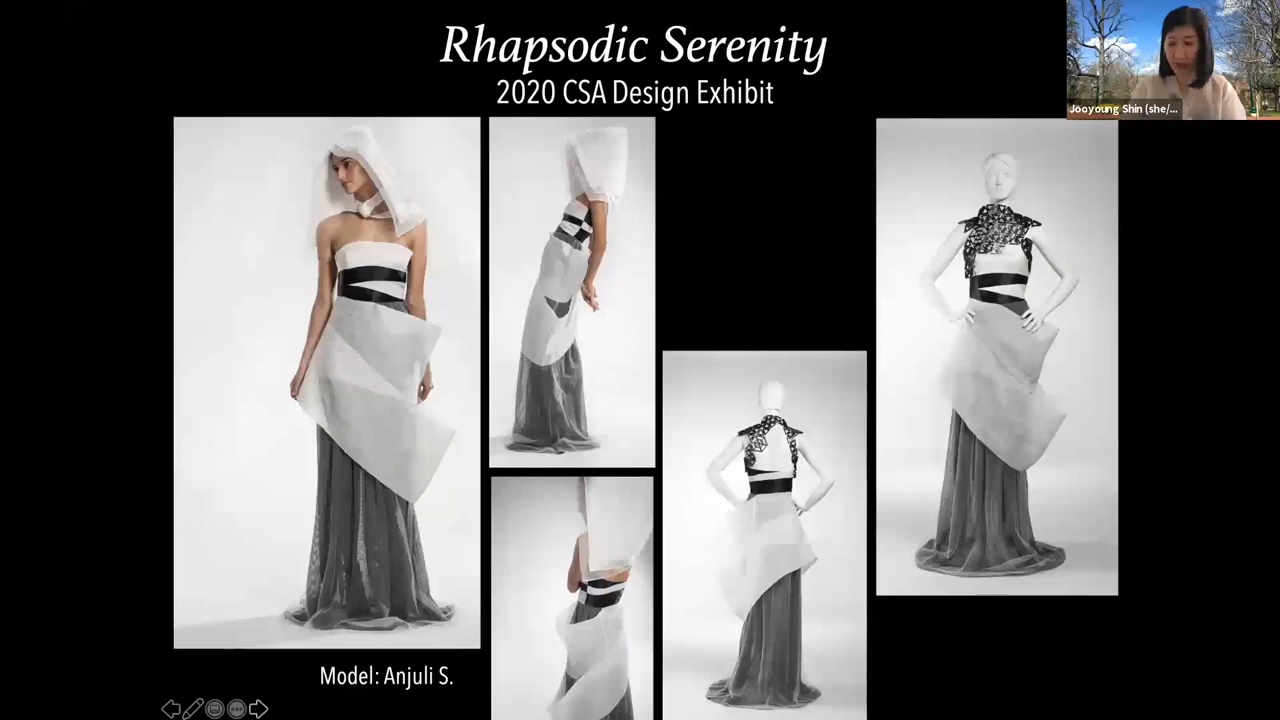 Rhapsodic Serenity
2020 CSA Design Exhibit
Jooyoung Shin (she/...
Model: Anjuli S.